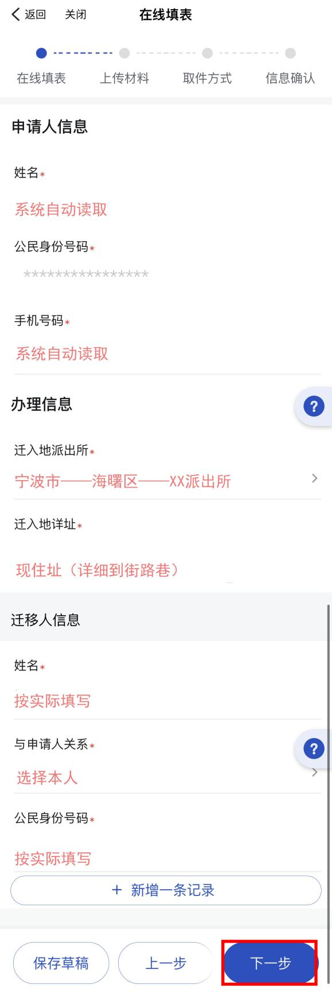 返回 关闭 在线填表
在线填表 上传材料 取件方式 信息确认
申请人信息
姓名*
系统自动读取
公民身份号码*
****************
手机号码*
系统自动读取
办理信息
?
迁入地派出所*
宁波市——海曙区——XX派出所
迁入地详址*
现住址（详细到街路巷）
迁移人信息
姓名*
按实际填写
与申请人关系*
?
选择本人
公民身份号码*
按实际填写
+ 新增一条记录
保存草稿 上一步 下一步